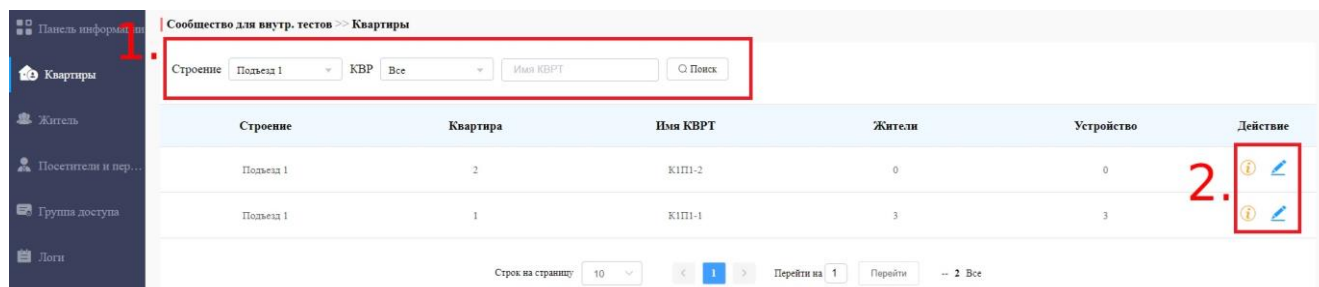 Панель информации
Квартиры
Житель
Посетители и пер...
Группа доступа
Логи
Сообщество для внутр. тестов >> Квартиры
1.
Строение Подъезд 1 КВР Все Имя КВРТ Поиск
Строение Квартира Имя КВРТ Жители Устройство Действие
Подъезд 1 2 К1П1-2 0 0
2.
Подъезд 1 1 К1П1-1 3 3
Строк на страницу 10 < 1 > Перейти на 1 Перейти -- 2 Все